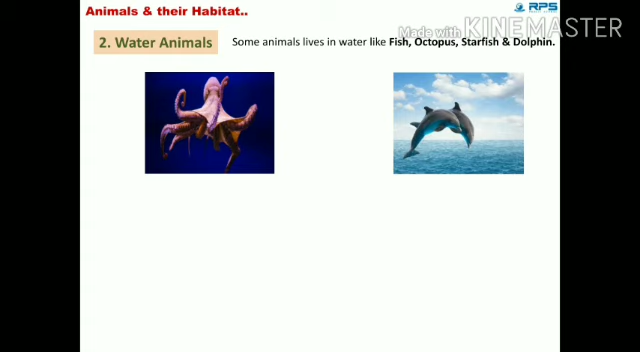 Animals & their Habitat..
RPS
Made with KINEMASTER
2. Water Animals
Some animals lives in water like Fish, Octopus, Starfish & Dolphin.